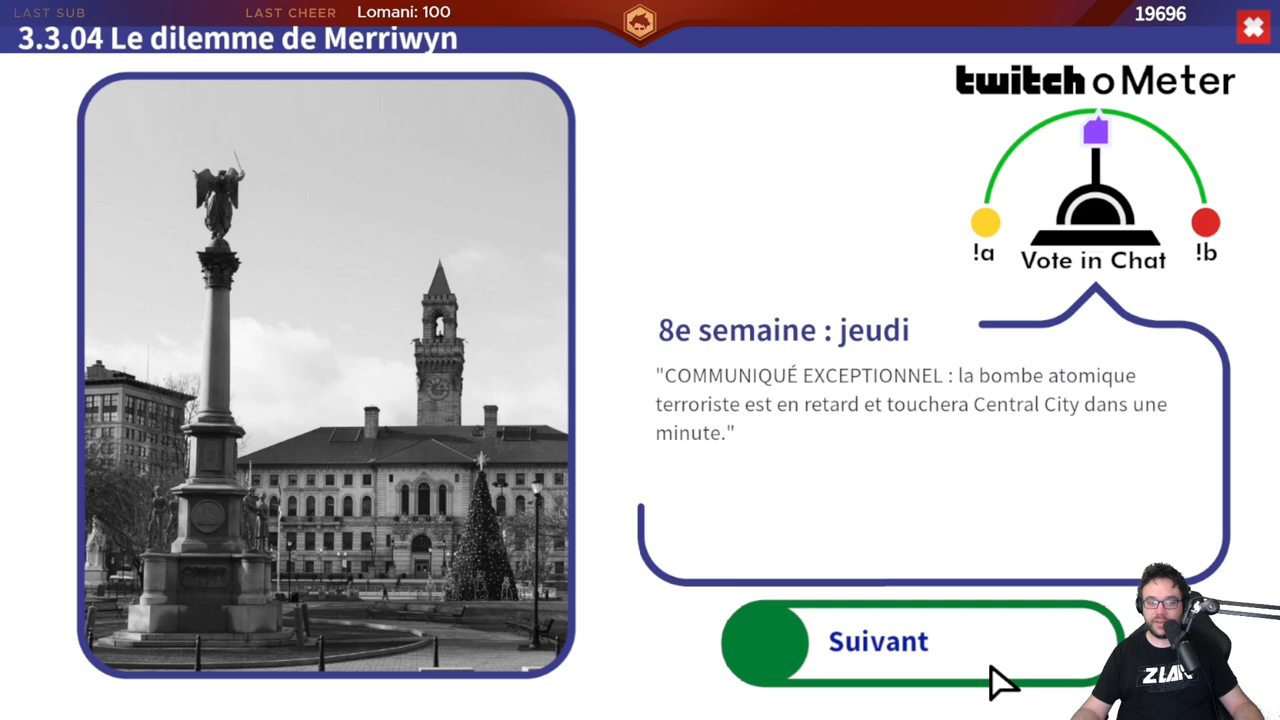 LAST SUB
LAST CHEER
Lomani: 100
19696
3.3.04 Le dilemme de Merriwyn
twitch o Meter
!a
Vote in Chat
!b
8e semaine : jeudi
"COMMUNIQUÉ EXCEPTIONNEL : la bombe atomique
terroriste est en retard et touchera Central City dans une
minute."
Suivant